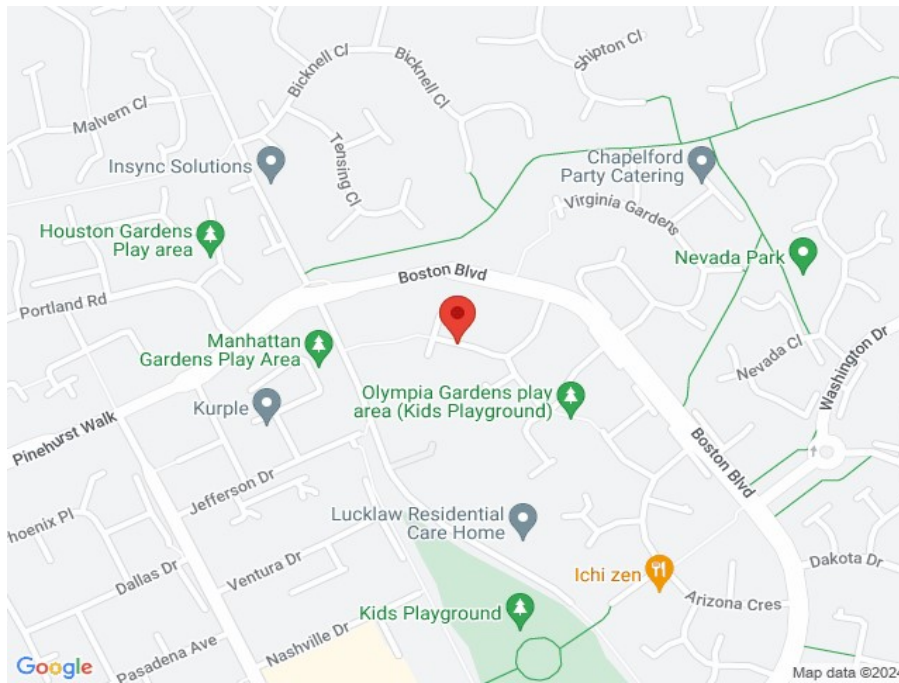 Shipton Cl
Bicknell Cl
Bicknell Cl
Malvern Cl
Tensing Cl
Insync Solutions
Chapelford
Party Catering
Virginia Gardens
Houston Gardens
Play area
Nevada Park
Boston Blvd
Portland Rd
Manhattan
Gardens Play Area
Nevada Cl
Washington Dr
Olympia Gardens play
area (Kids Playground)
Kurple
Pinehurst Walk
Boston Blvd
Jefferson Dr
hoenix Pl
Lucklaw Residential
Care Home
Dallas Dr
Ventura Dr
Ichi zen
Dakota Dr
Arizona Cres
Kids Playground
Nashville Dr
Pasadena Ave
Google
Map data ©2024